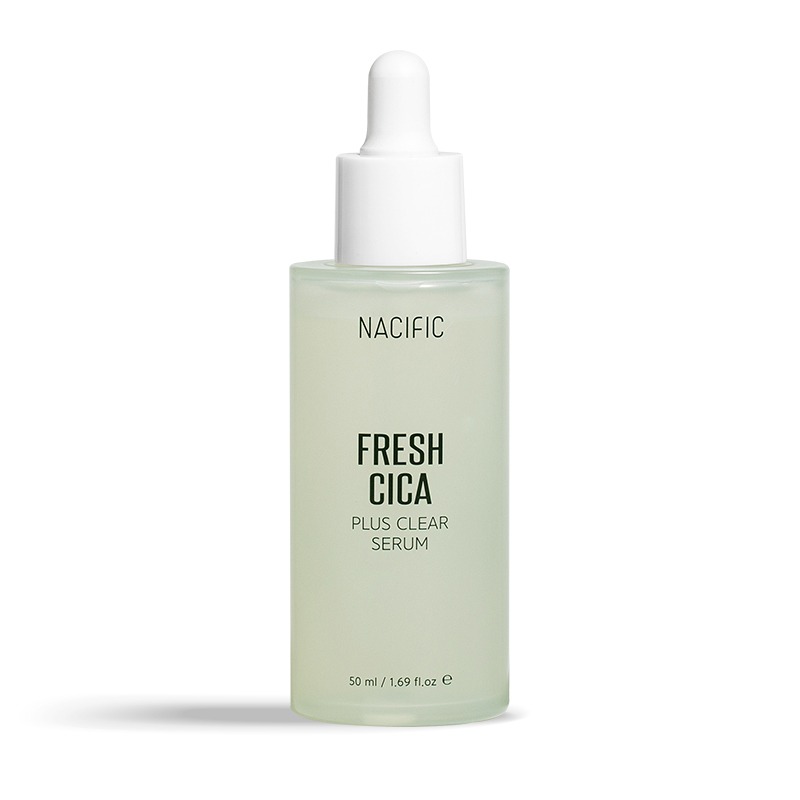 NACIFIC
FRESH
CICA
PLUS CLEAR
SERUM
50 ml / 1.69 fl.oz ℮